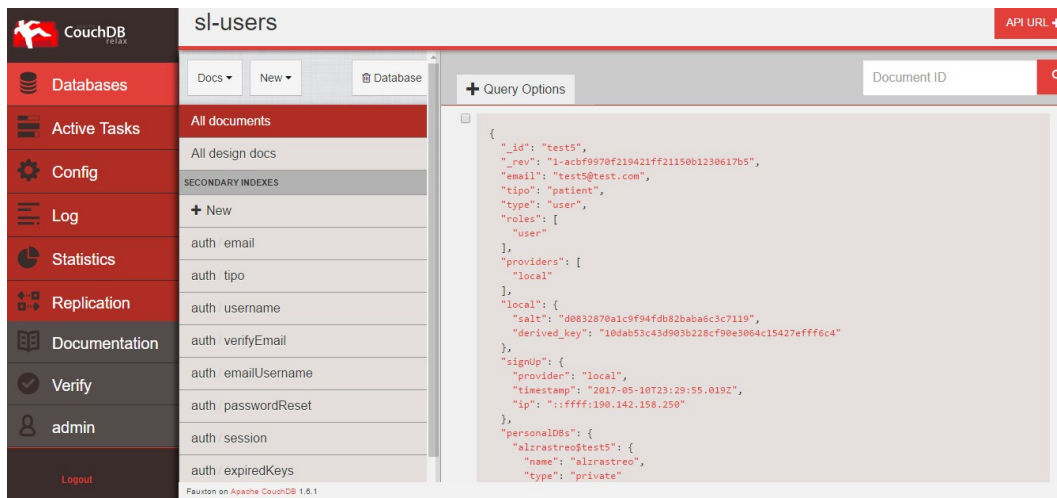 CouchDB
relax
Databases
Active Tasks
Config
Log
Statistics
Replication
Documentation
Verify
admin
Logout
sl-users
API URL
Docs
New
Database
All documents
All design docs
SECONDARY INDEXES
+ New
auth / email
auth / tipo
auth / username
auth / verifyEmail
auth / emailUsername
auth / passwordReset
auth / session
auth / expiredKeys
Fauxton on Apache CouchDB 1.6.1
+ Query Options
Document ID
{
"_id": "test5",
"_rev": "1-acbf9970f219421ff21150b1230617b5",
"email": "test5@test.com",
"tipo": "patient",
"type": "user",
"roles": [
"user"
],
"providers": [
"local"
],
"local": {
"salt": "d0832870a1c9f94fdb82baba6c3c7119",
"derived_key": "10dab53c43d903b228cf90e3064c15427efff6c4"
},
"signUp": {
"provider": "local",
"timestamp": "2017-05-10T23:29:55.019Z",
"ip": "::ffff:190.142.158.250"
},
"personalDBs": {
"alzrastreo$test5": {
"name": "alzrastreo",
"type": "private"